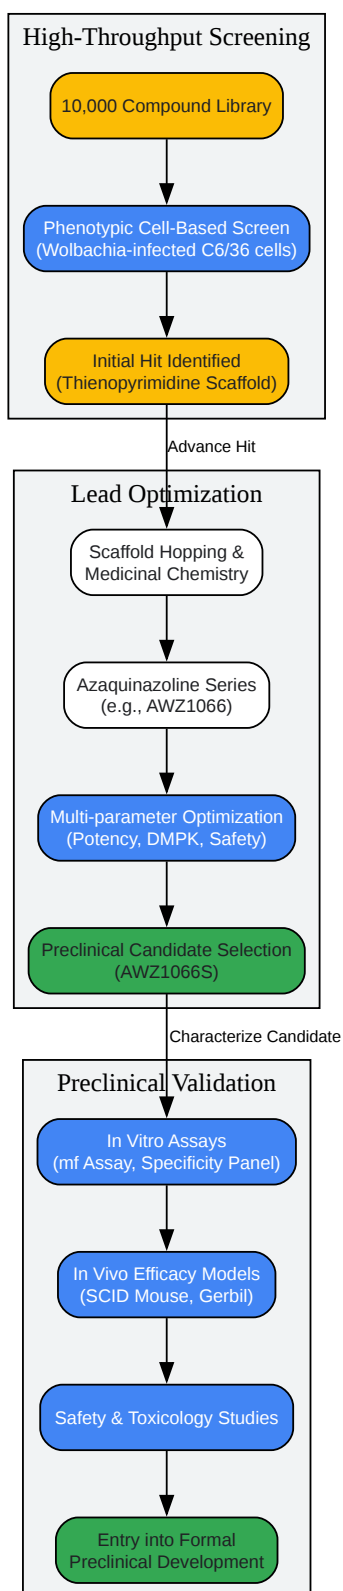 High-Throughput Screening
10,000 Compound Library
Phenotypic Cell-Based Screen
(Wolbachia-infected C6/36 cells)
Initial Hit Identified
(Thienopyrimidine Scaffold)
Advance Hit
Lead Optimization
Scaffold Hopping &
Medicinal Chemistry
Azaquinazoline Series
(e.g., AWZ1066)
Multi-parameter Optimization
(Potency, DMPK, Safety)
Preclinical Candidate Selection
(AWZ1066S)
Characterize Candidate
Preclinical Validation
In Vitro Assays
(mf Assay, Specificity Panel)
In Vivo Efficacy Models
(SCID Mouse, Gerbil)
Safety & Toxicology Studies
Entry into Formal
Preclinical Development